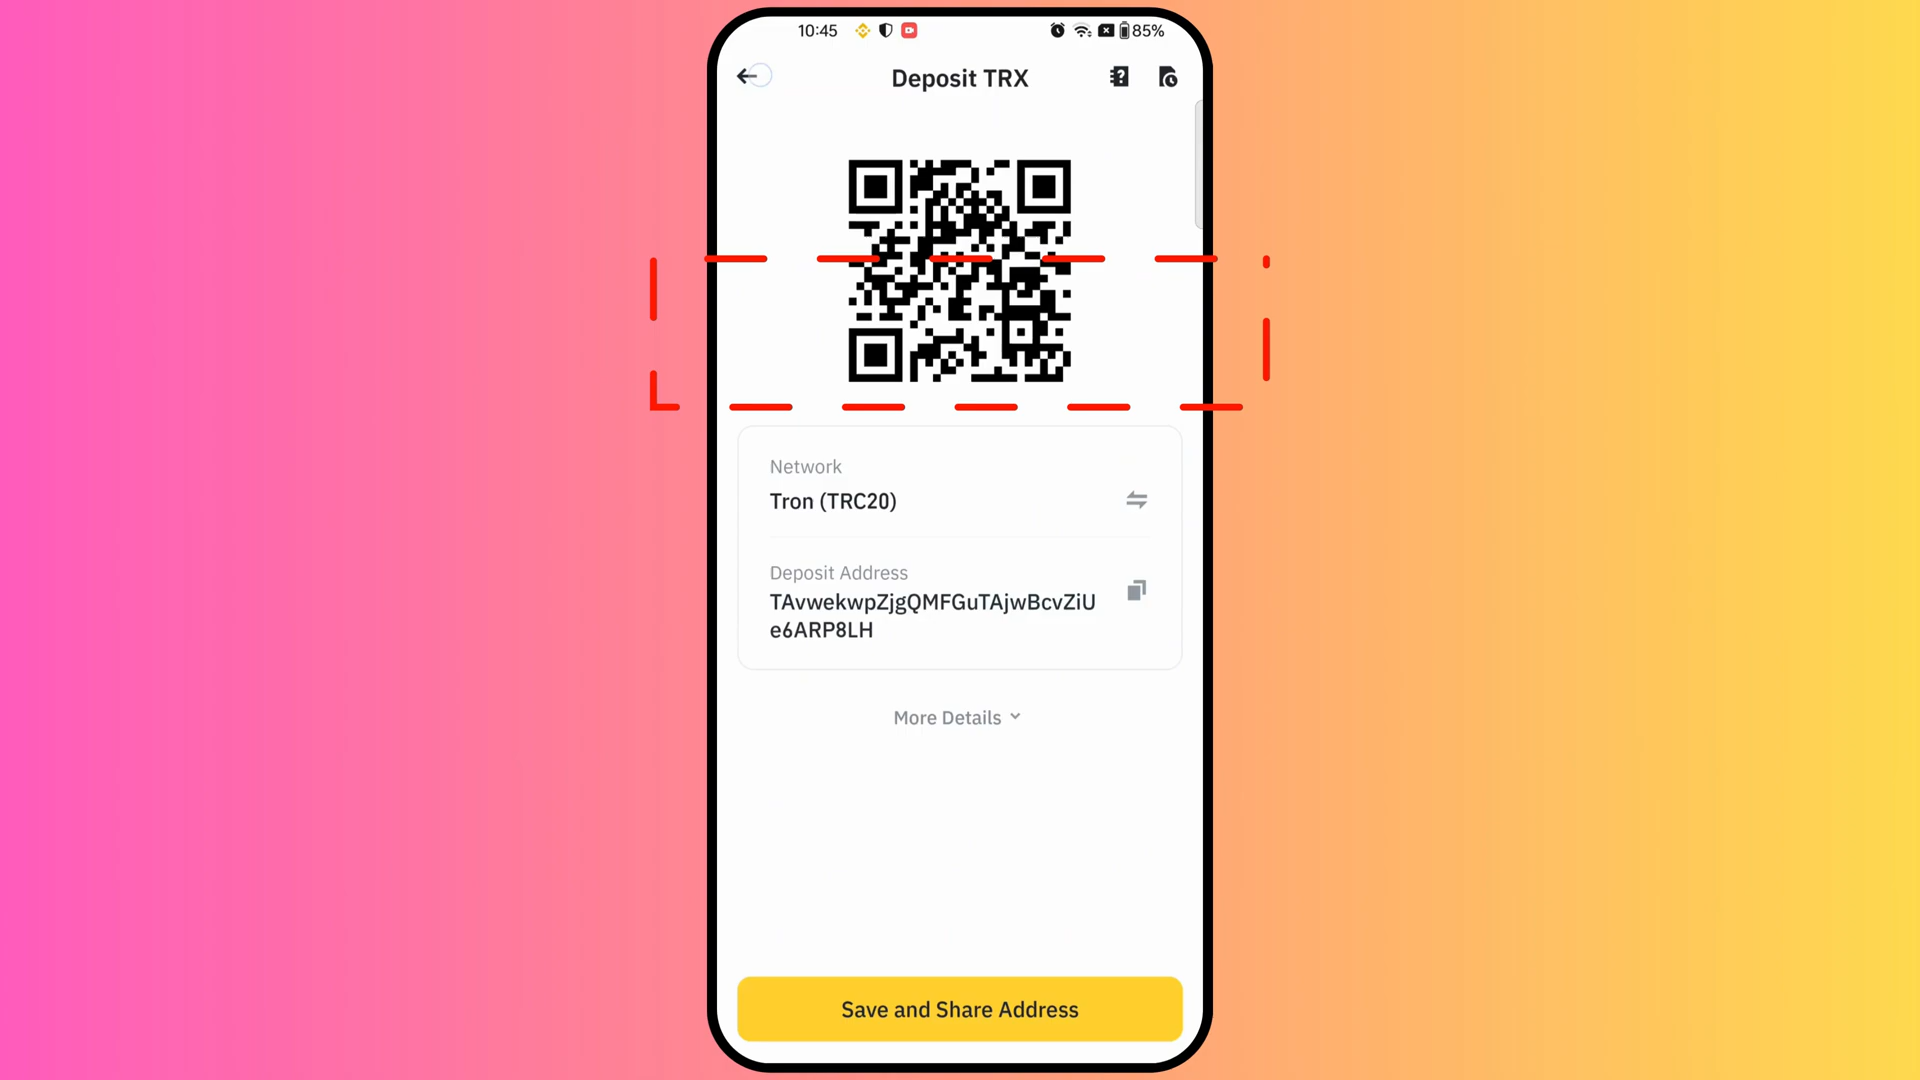 10:45
85%
Deposit TRX
Network
Tron (TRC20)
Deposit Address
TAvwekwpZjgQMFGuTAjwBcvZiU
e6ARP8LH
More Details
Save and Share Address